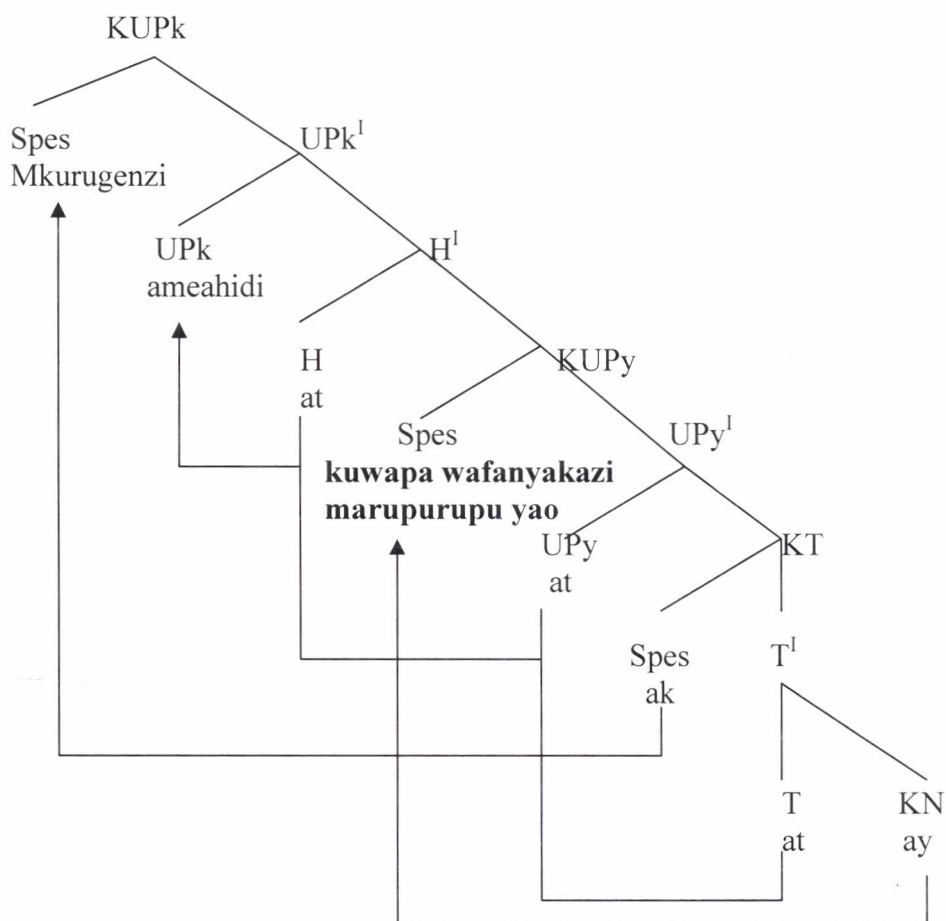 KUPk
Spes
Mkurugenzi
UPk^I
UPk
ameahidi
H^I
H
at
KUPy
Spes
kuwapa wafanyakazi
marupurupu yao
UPy^I
UPy
at
KT
Spes
ak
T^I
T
at
KN
ay